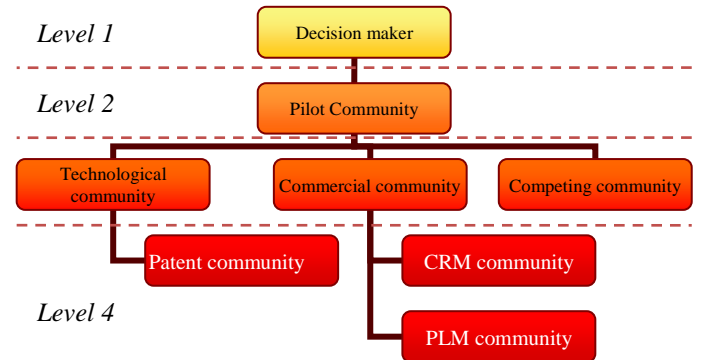 Level 1
Decision maker
Level 2
Pilot Community
Technological
community
Commercial community
Competing community
Patent community
CRM community
Level 4
PLM community